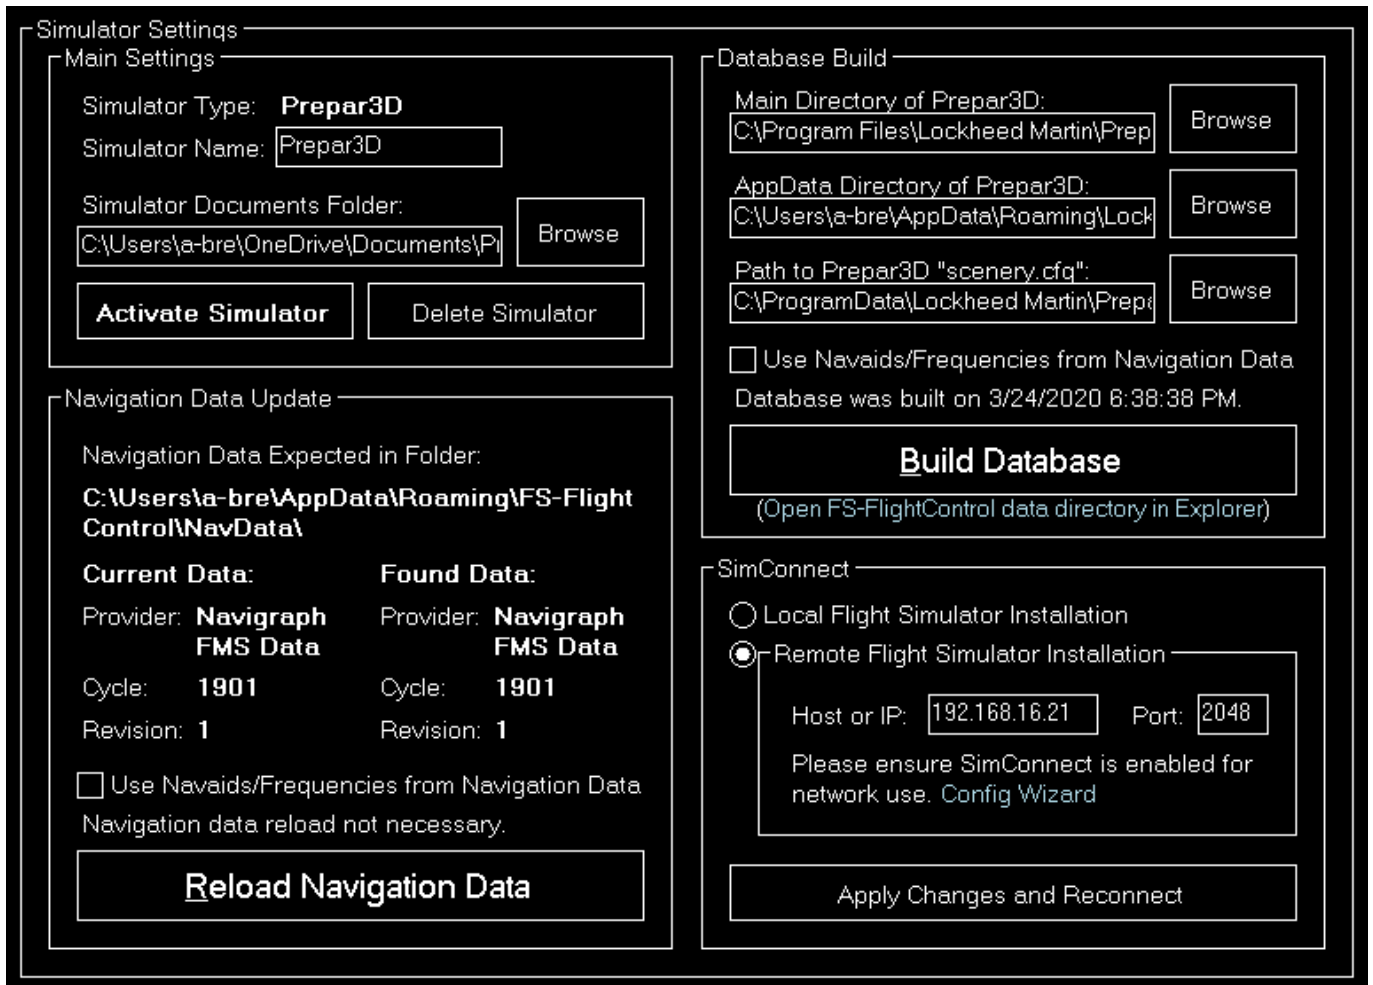 Simulator Settings
Main Settings
Simulator Type: Prepar3D
Simulator Name: Prepar3D
Simulator Documents Folder:
C:\Users\a-bre\OneDrive\Documents\Pr
Browse
Activate Simulator
Delete Simulator
Navigation Data Update
Navigation Data Expected in Folder:
C:\Users\a-bre\AppData\Roaming\FS-Flight
Control\NavData\
Current Data: Found Data:
Provider: Navigraph Provider: Navigraph
FMS Data FMS Data
Cycle: 1901 Cycle: 1901
Revision: 1 Revision: 1
Use Navaids/Frequencies from Navigation Data
Navigation data reload not necessary.
Reload Navigation Data
Database Build
Main Directory of Prepar3D:
C:\Program Files\Lockheed Martin\Prep
Browse
AppData Directory of Prepar3D:
C:\Users\a-bre\AppData\Roaming\Lock
Browse
Path to Prepar3D "scenery.cfg":
C:\ProgramData\Lockheed Martin\Prepa
Browse
Use Navaids/Frequencies from Navigation Data
Database was built on 3/24/2020 6:38:38 PM.
Build Database
(Open FS-FlightControl data directory in Explorer)
SimConnect
Local Flight Simulator Installation
Remote Flight Simulator Installation
Host or IP: 192.168.16.21 Port: 2048
Please ensure SimConnect is enabled for
network use. Config Wizard
Apply Changes and Reconnect